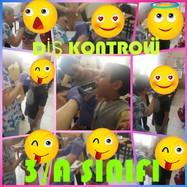 DİŞ KONTROLÜ
3/A SINIFI